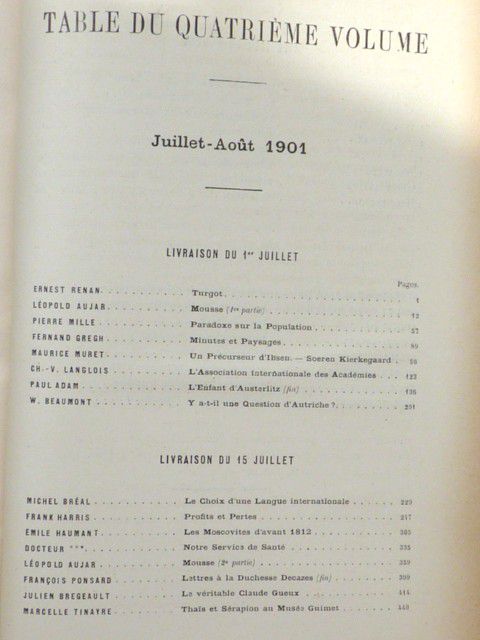 TABLE DU QUATRIÈME VOLUME
Juillet-Août 1901
LIVRAISON DU 1er JUILLET
Pages.
ERNEST RENAN. . . . . . . . . . Turgot. . . . . . . . . . 1
LÉOPOLD AUJAR. . . . . . . . . . Mousse (1re partie). . . . . . . . . . 13
PIERRE MILLE . . . . . . . . . . Paradoxe sur la Population. . . . . . . . . . 57
FERNAND GREGH . . . . . . . . . . Minutes et Paysages . . . . . . . . . . 89
MAURICE MURET . . . . . . . . . . Un Précurseur d'Ibsen. — Soeren Kierkegaard .
CH.-V. LANGLOIS . . . . . . . . . . L'Association internationale des Académies . . . 123
PAUL ADAM . . . . . . . . . . L'Enfant d'Austerlitz (fin) . . . . . . . . . . 136
W. BEAUMONT . . . . . . . . . . Y a-t-il une Question d'Autriche?. . . . . . . . . . 201
LIVRAISON DU 15 JUILLET
MICHEL BRÉAL . . . . . . . . . . Le Choix d'une Langue internationale . . . . . 229
FRANK HARRIS . . . . . . . . . . Profits et Pertes . . . . . . . . . . 247
ÉMILE HAUMANT . . . . . . . . . . Les Moscovites d'avant 1812 . . . . . . . . . . 305
DOCTEUR ***. . . . . . . . . . Notre Service de Santé . . . . . . . . . . 335
LÉOPOLD AUJAR . . . . . . . . . . Mousse (2e partie) . . . . . . . . . . 359
FRANÇOIS PONSARD . . . . . . . . . . Lettres à la Duchesse Decazes (fin) . . . . . . 390
JULIEN BREGEAULT . . . . . . . . . . Le véritable Claude Gueux . . . . . . . . . . 414
MARCELLE TINAYRE . . . . . . . . . . Thaïs et Sérapion au Musée Guimet . . . . . . 440